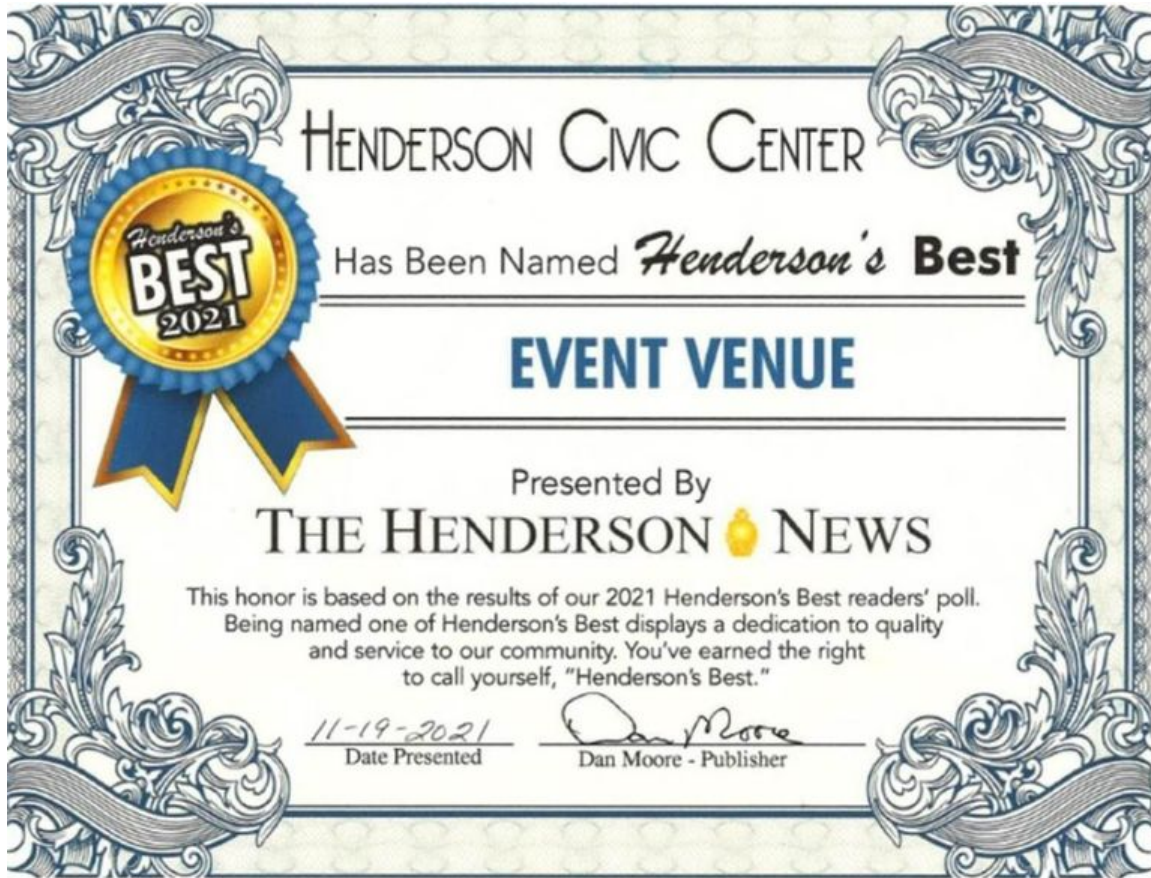 HENDERSON CIVIC CENTER
Henderson's
BEST
2021
Has Been Named Henderson's Best
EVENT VENUE
Presented By
THE HENDERSON NEWS
This honor is based on the results of our 2021 Henderson's Best readers' poll.
Being named one of Henderson's Best displays a dedication to quality
and service to our community. You've earned the right
to call yourself, "Henderson's Best."
11-19-2021
Dan Moore
Date Presented
Dan Moore - Publisher